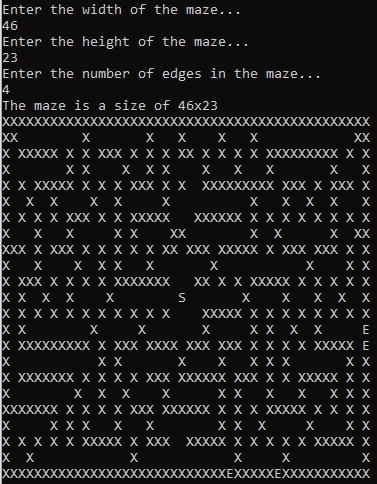 Enter the width of the maze...
46
Enter the height of the maze...
23
Enter the number of edges in the maze...
4
The maze is a size of 46x23
XXXXXXXXXXXXXXXXXXXXXXXXXXXXXXXXXXXXXXXXXXXXXX
XX        X       X   X    X   X            XX
X XXXXX X X XXX X X X XX X X X   XXXXXXXXX X X
X       X X    X X X     X   X   X       X   X
X X XXXXX X X X XXX X X  XXXXXXXXX XXX X XXX X
X  X  X    X  X     X          X   X  X   X  X
X X X X XXX X XXXXX   XXXXXX X X X X X X X X X
X   X   X     X X    XX        X  X      X  XX
XXX X XXX X X X X X X XX XXX XXXXX X XXX XXX X
X    X    X  X X   X       X           X    X X
X XXX X X X X XXXXXXX   XX X X X XXXXX X X X X
XX  X  X    X         S       X    X   X  X  X
X X X X X X X X X X X    XXXXX X X X X X X X X
X X        X     X       X     X X  X  X     E
X XXXXXXXXX X XXX XXXX XXX XXX X X XXXXX X X E
X           X X       X    X   X X X       X X
X XXXXXXX X X X X XXX XXXXXX X XXX X X XXXXX X
X        X  X  X    X      X   X X X   X   X X
XXXXXXX X X X XXX XXXXXX X XXX X X XXXXX X X X
X     X X X   X  X         X X  X     X    X X
X X X X X XXXXX X XXX X XXXXX X XXX XXXXXXXX X
X  X            X            X     X         X
XXXXXXXXXXXXXXXXXXXXXXXXXXXXEXXXXXEXXXXXXXXXXX